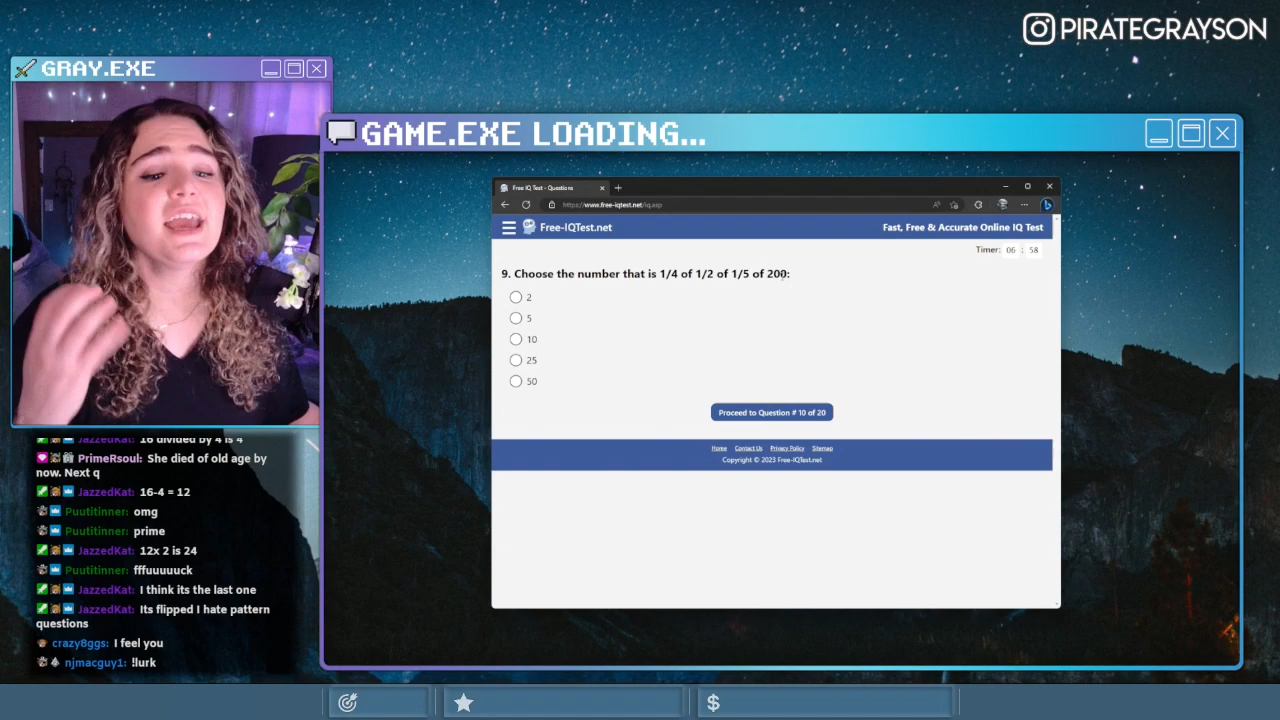 PIRATEGRAYSON
GRAY.EXE
GAME.EXE LOADING...
Free IQ Test - Questions
https://www.free-iqtest.net/iq.asp
Free-IQTest.net
Fast, Free & Accurate Online IQ Test
Timer: 06 : 58
9. Choose the number that is 1/4 of 1/2 of 1/5 of 200:
2
5
10
25
50
Proceed to Question # 10 of 20
Home Contact Us Privacy Policy Sitemap
Copyright © 2023 Free-IQTest.net
JazzedKat: 16 divided by 4 is 4
PrimeRsoul: She died of old age by
now. Next q
JazzedKat: 16-4 = 12
Puutitinner: omg
Puutitinner: prime
JazzedKat: 12x 2 is 24
Puutitinner: fffuuuuuck
JazzedKat: I think its the last one
JazzedKat: Its flipped I hate pattern
questions
crazy8ggs: I feel you
njmacguy1: !lurk
$